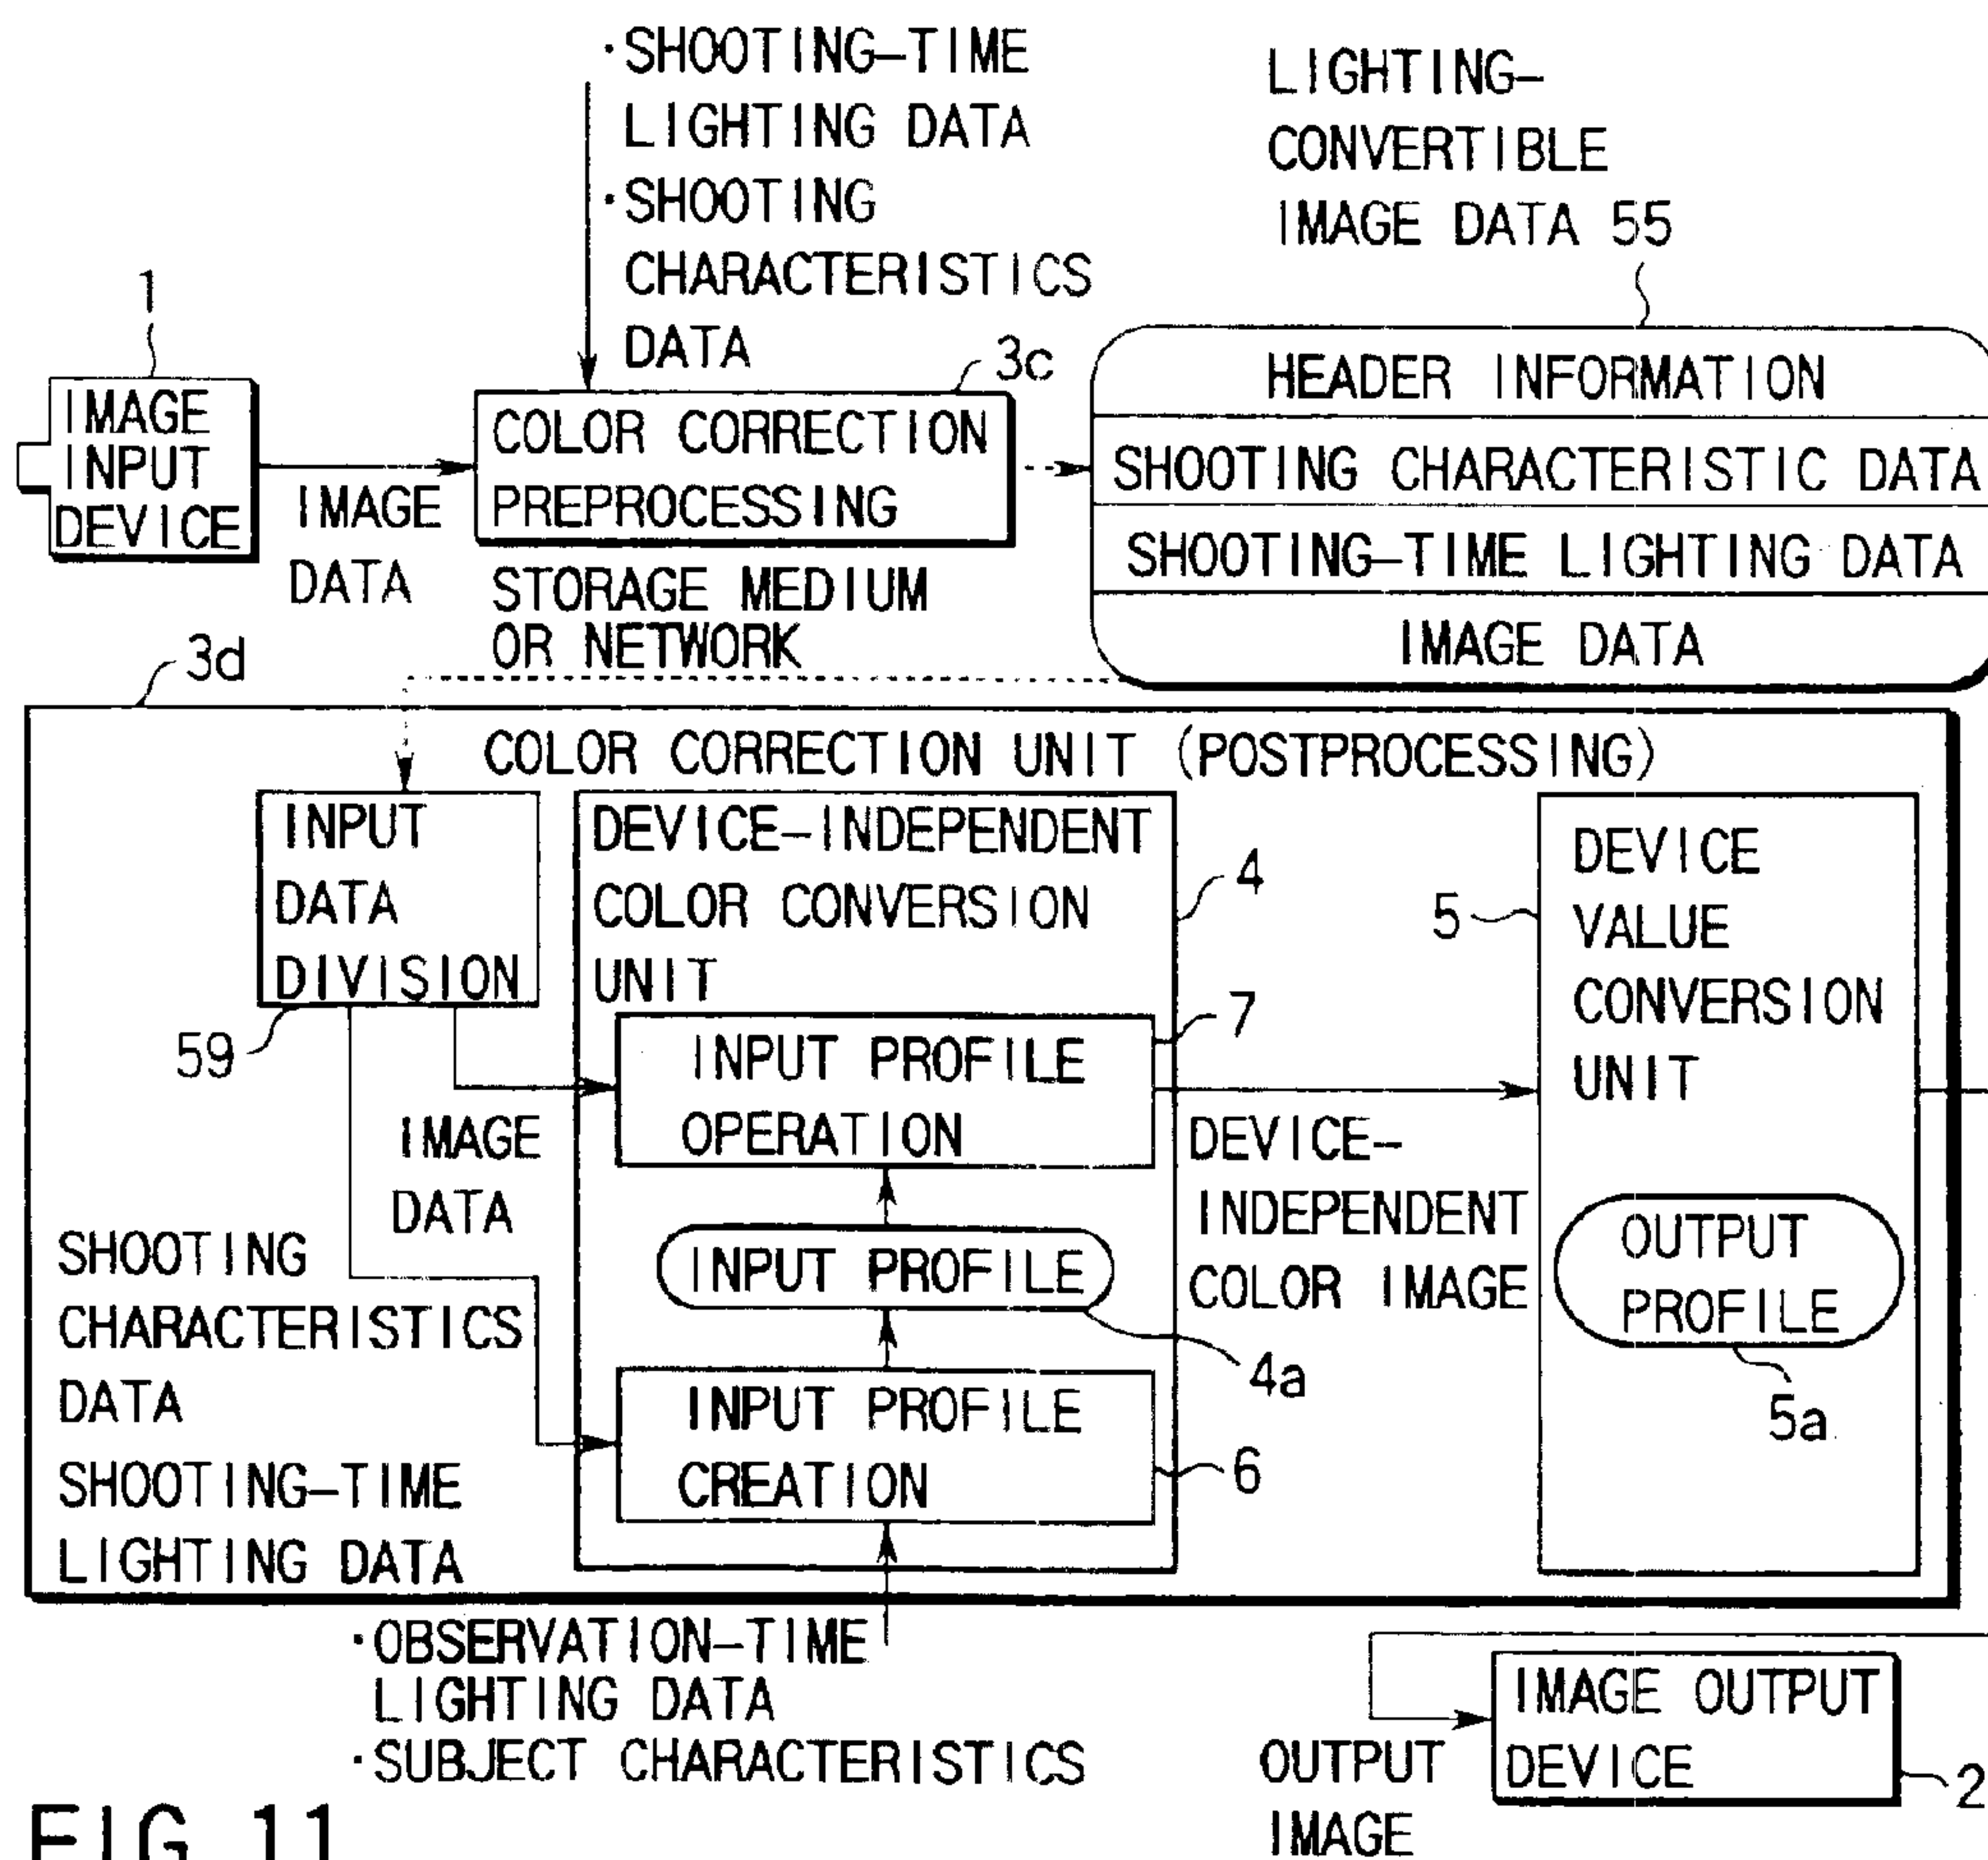 ·SHOOTING–TIME
LIGHTING DATA
·SHOOTING
CHARACTERISTICS
DATA
LIGHTING–
CONVERTIBLE
IMAGE DATA 55
1
IMAGE
INPUT
DEVICE
IMAGE
DATA
3c
COLOR CORRECTION
PREPROCESSING
STORAGE MEDIUM
OR NETWORK
HEADER INFORMATION
SHOOTING CHARACTERISTIC DATA
SHOOTING–TIME LIGHTING DATA
IMAGE DATA
3d
COLOR CORRECTION UNIT (POSTPROCESSING)
INPUT
DATA
DIVISION
59
DEVICE–INDEPENDENT
COLOR CONVERSION
UNIT
4
7
INPUT PROFILE
OPERATION
IMAGE
DATA
INPUT PROFILE
4a
INPUT PROFILE
CREATION
6
SHOOTING
CHARACTERISTICS
DATA
SHOOTING–TIME
LIGHTING DATA
DEVICE–
INDEPENDENT
COLOR IMAGE
5
DEVICE
VALUE
CONVERSION
UNIT
OUTPUT
PROFILE
5a
·OBSERVATION–TIME
LIGHTING DATA
·SUBJECT CHARACTERISTICS
OUTPUT
IMAGE
IMAGE OUTPUT
DEVICE
2
FIG. 11